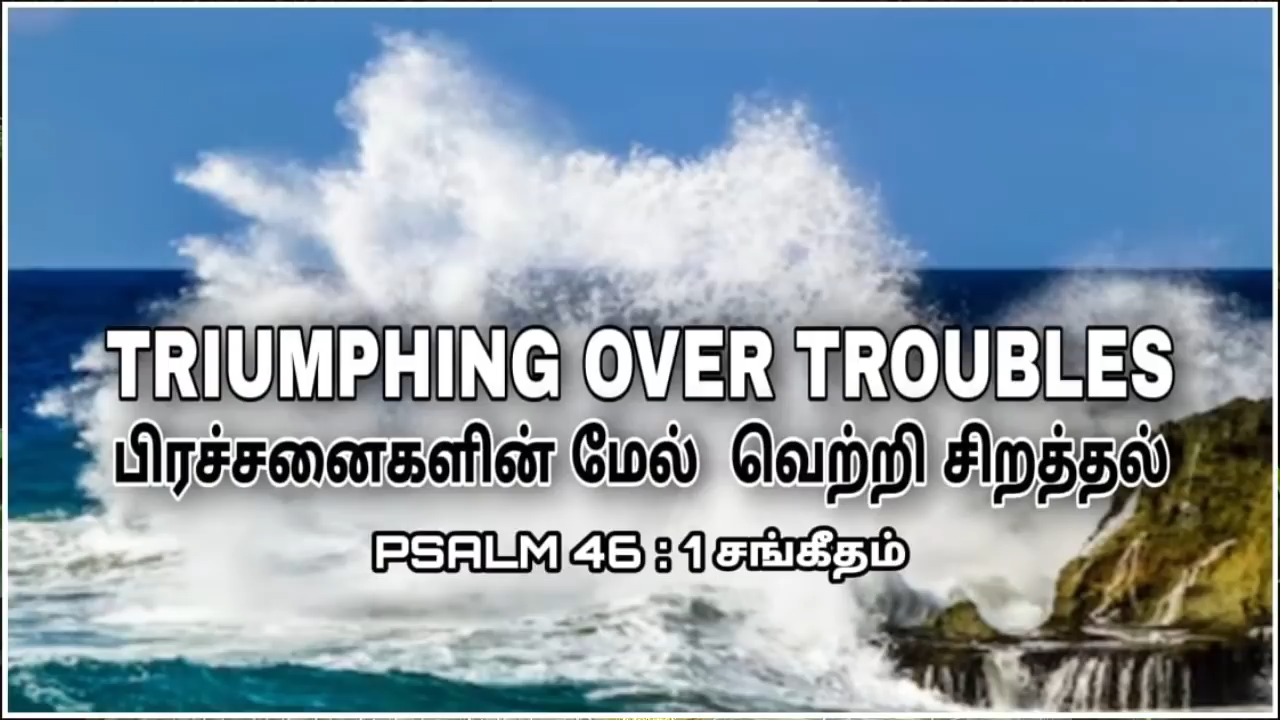 TRIUMPHING OVER TROUBLES
பிரச்சனைகளின் மேல் வெற்றி சிறத்தல்
PSALM 46 : 1 சங்கீதம்